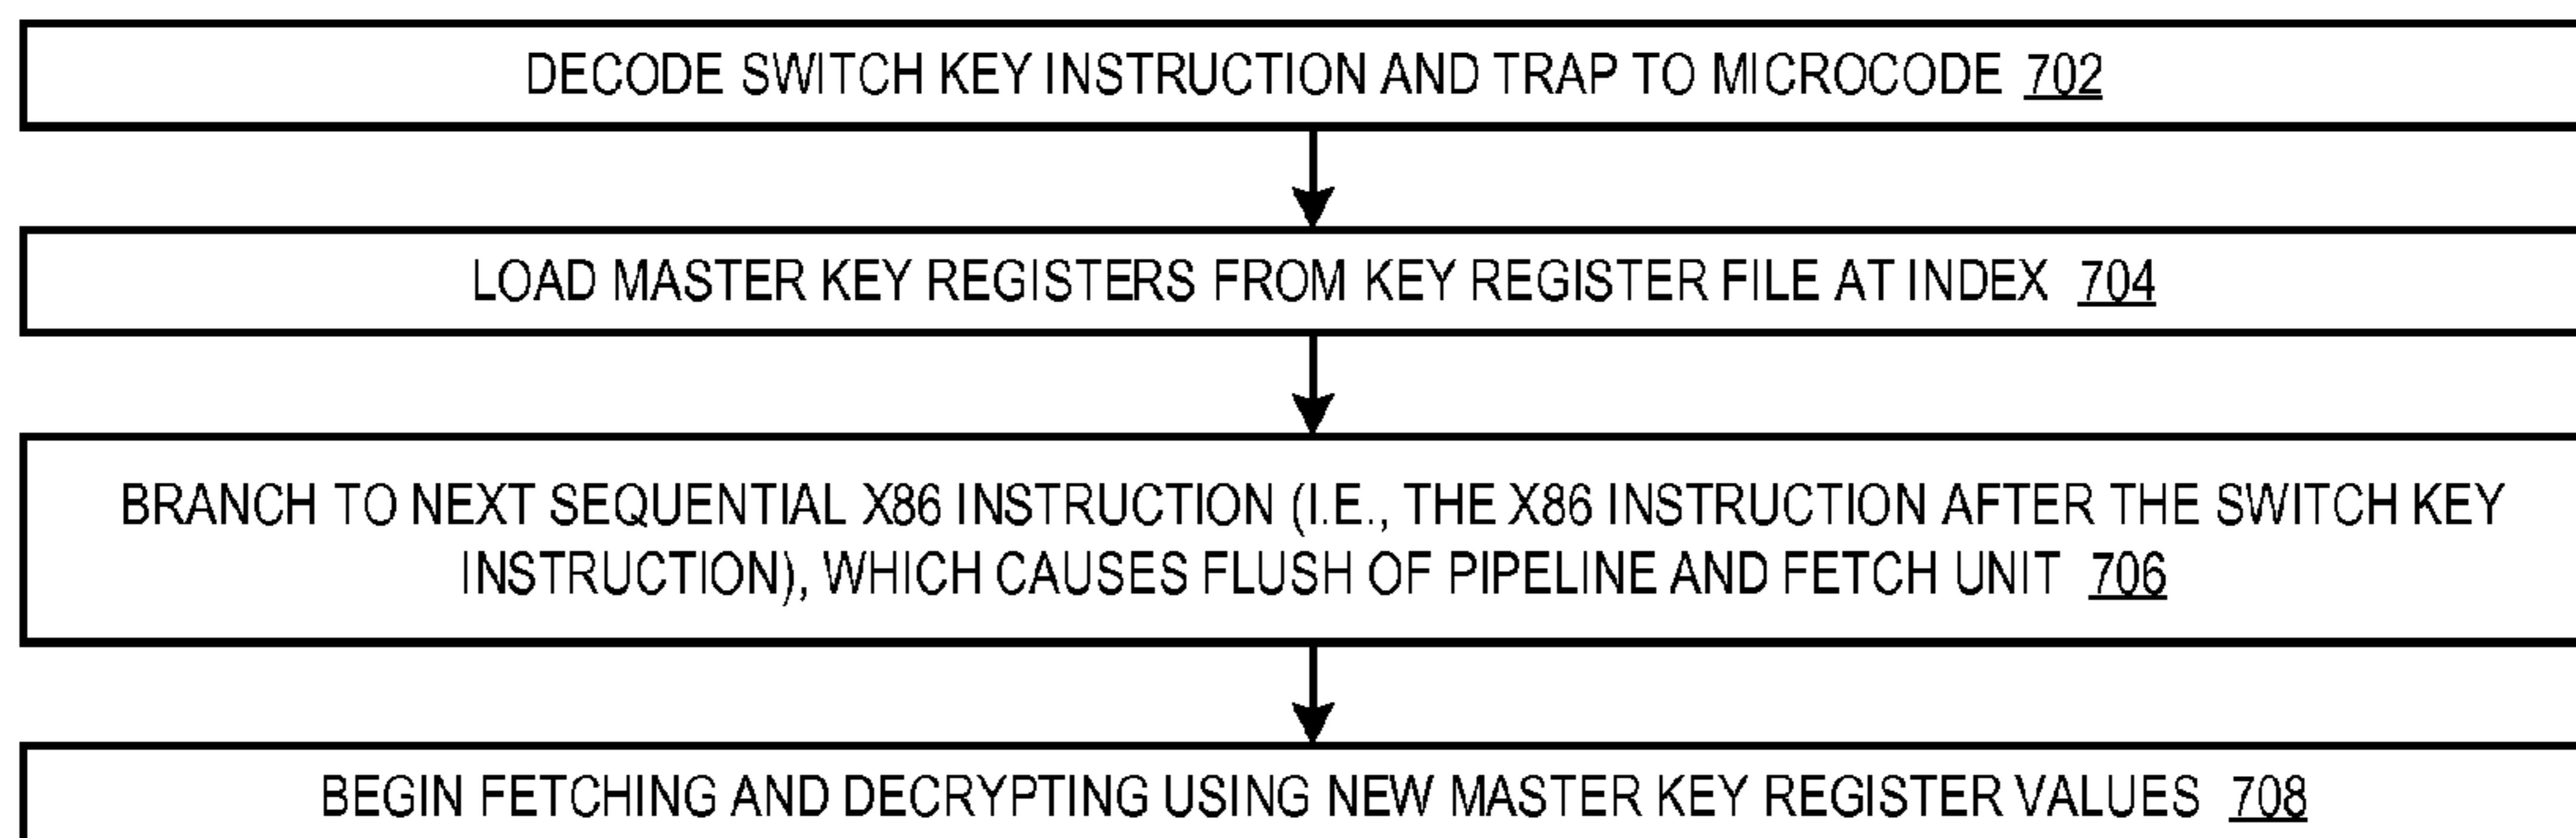 DECODE SWITCH KEY INSTRUCTION AND TRAP TO MICROCODE 702
LOAD MASTER KEY REGISTERS FROM KEY REGISTER FILE AT INDEX 704
BRANCH TO NEXT SEQUENTIAL X86 INSTRUCTION (I.E., THE X86 INSTRUCTION AFTER THE SWITCH KEY
INSTRUCTION), WHICH CAUSES FLUSH OF PIPELINE AND FETCH UNIT 706
BEGIN FETCHING AND DECRYPTING USING NEW MASTER KEY REGISTER VALUES 708